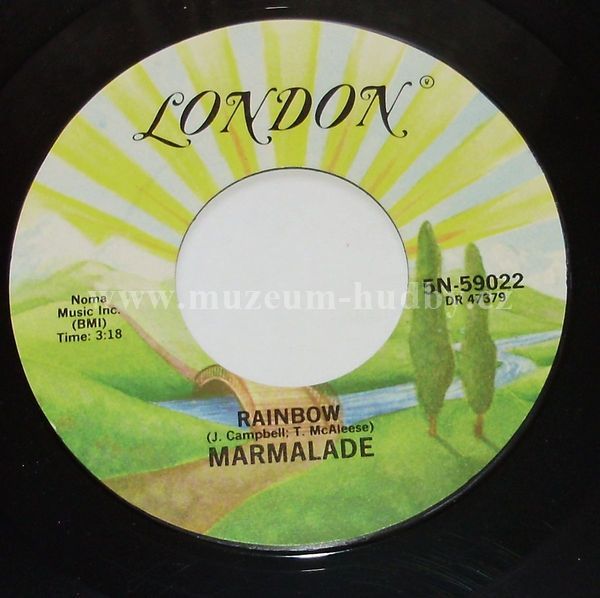 LONDON®
5N-59022
DR 47379
Noma
Music Inc.
(BMI)
Time: 3:18
www.muzeum-hudby.cz
RAINBOW
(J. Campbell; T. McAleese)
MARMALADE